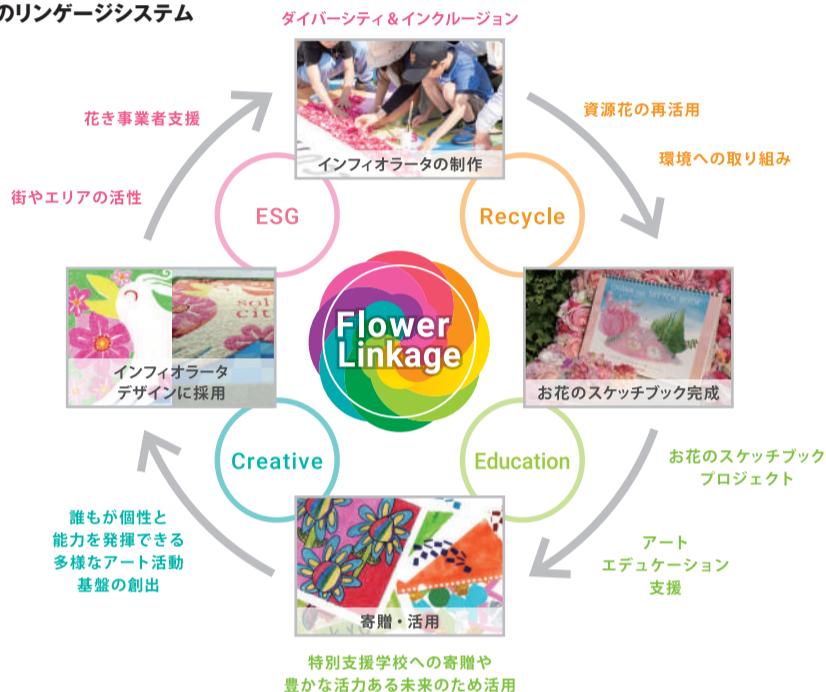 のリンゲージシステム
ダイバーシティ＆インクルージョン
花き事業者支援
資源花の再活用
環境への取り組み
インフィオラータの制作
街やエリアの活性
ESG
Recycle
Flower
Linkage
インフィオラータ
デザインに採用
お花のスケッチブック完成
Creative
Education
お花のスケッチブック
プロジェクト
誰もが個性と
能力を発揮できる
多様なアート活動
基盤の創出
アート
エデュケーション
支援
寄贈・活用
特別支援学校への寄贈や
豊かな活力ある未来のため活用